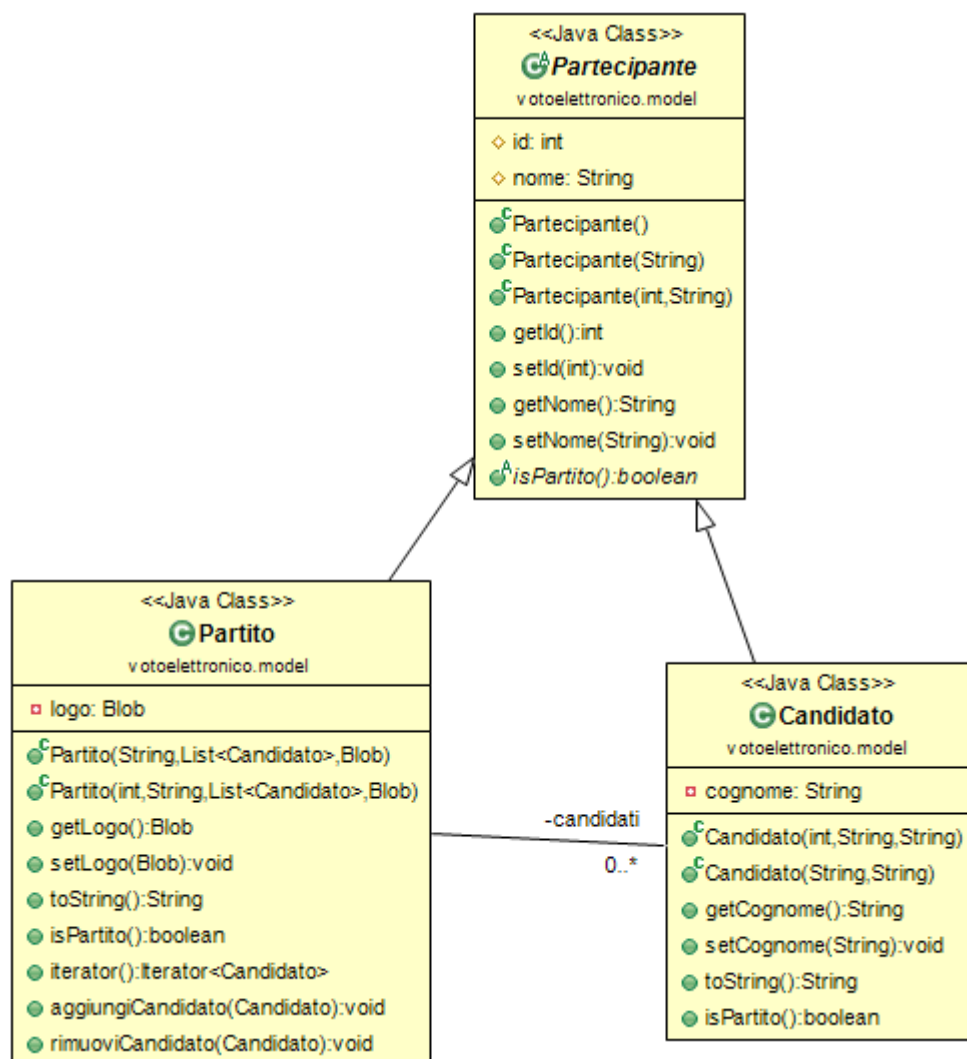 <<Java Class>>
Partecipante
votoelettronico.model
id: int
nome: String
Partecipante()
Partecipante(String)
Partecipante(int,String)
getId():int
setId(int):void
getNome():String
setNome(String):void
isPartito():boolean
<<Java Class>>
Partito
votoelettronico.model
logo: Blob
Partito(String,List<Candidato>,Blob)
Partito(int,String,List<Candidato>,Blob)
getLogo():Blob
setLogo(Blob):void
toString():String
isPartito():boolean
iterator():Iterator<Candidato>
aggiungiCandidato(Candidato):void
rimuoviCandidato(Candidato):void
-candidati
0..*
<<Java Class>>
Candidato
votoelettronico.model
cognome: String
Candidato(int,String,String)
Candidato(String,String)
getCognome():String
setCognome(String):void
toString():String
isPartito():boolean